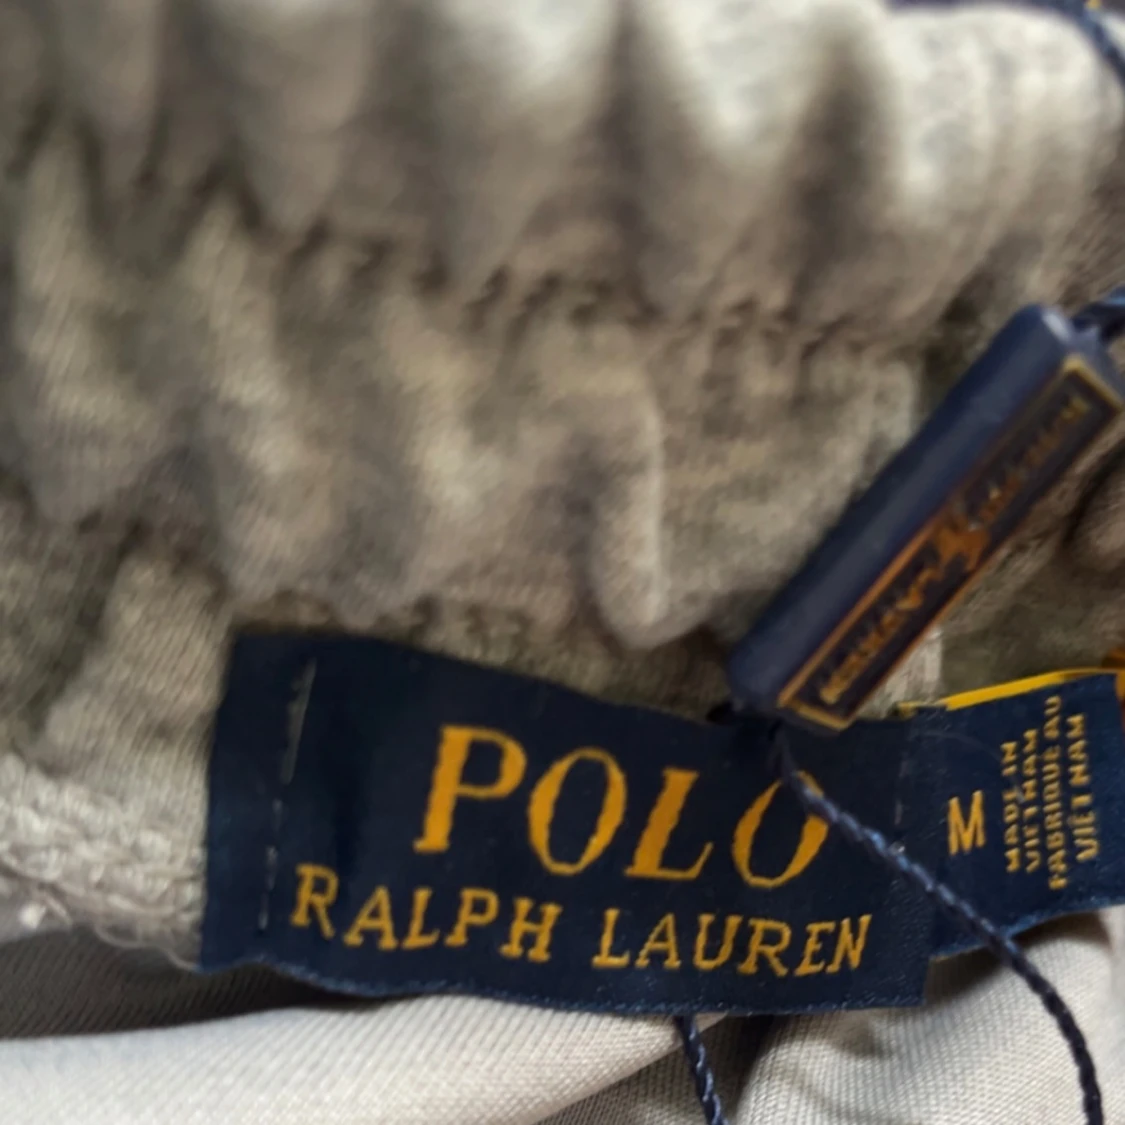 POLO
RALPH LAUREN
M
MADE IN
VIETNAM
FABRIQUÉ AU
VIÊT NAM